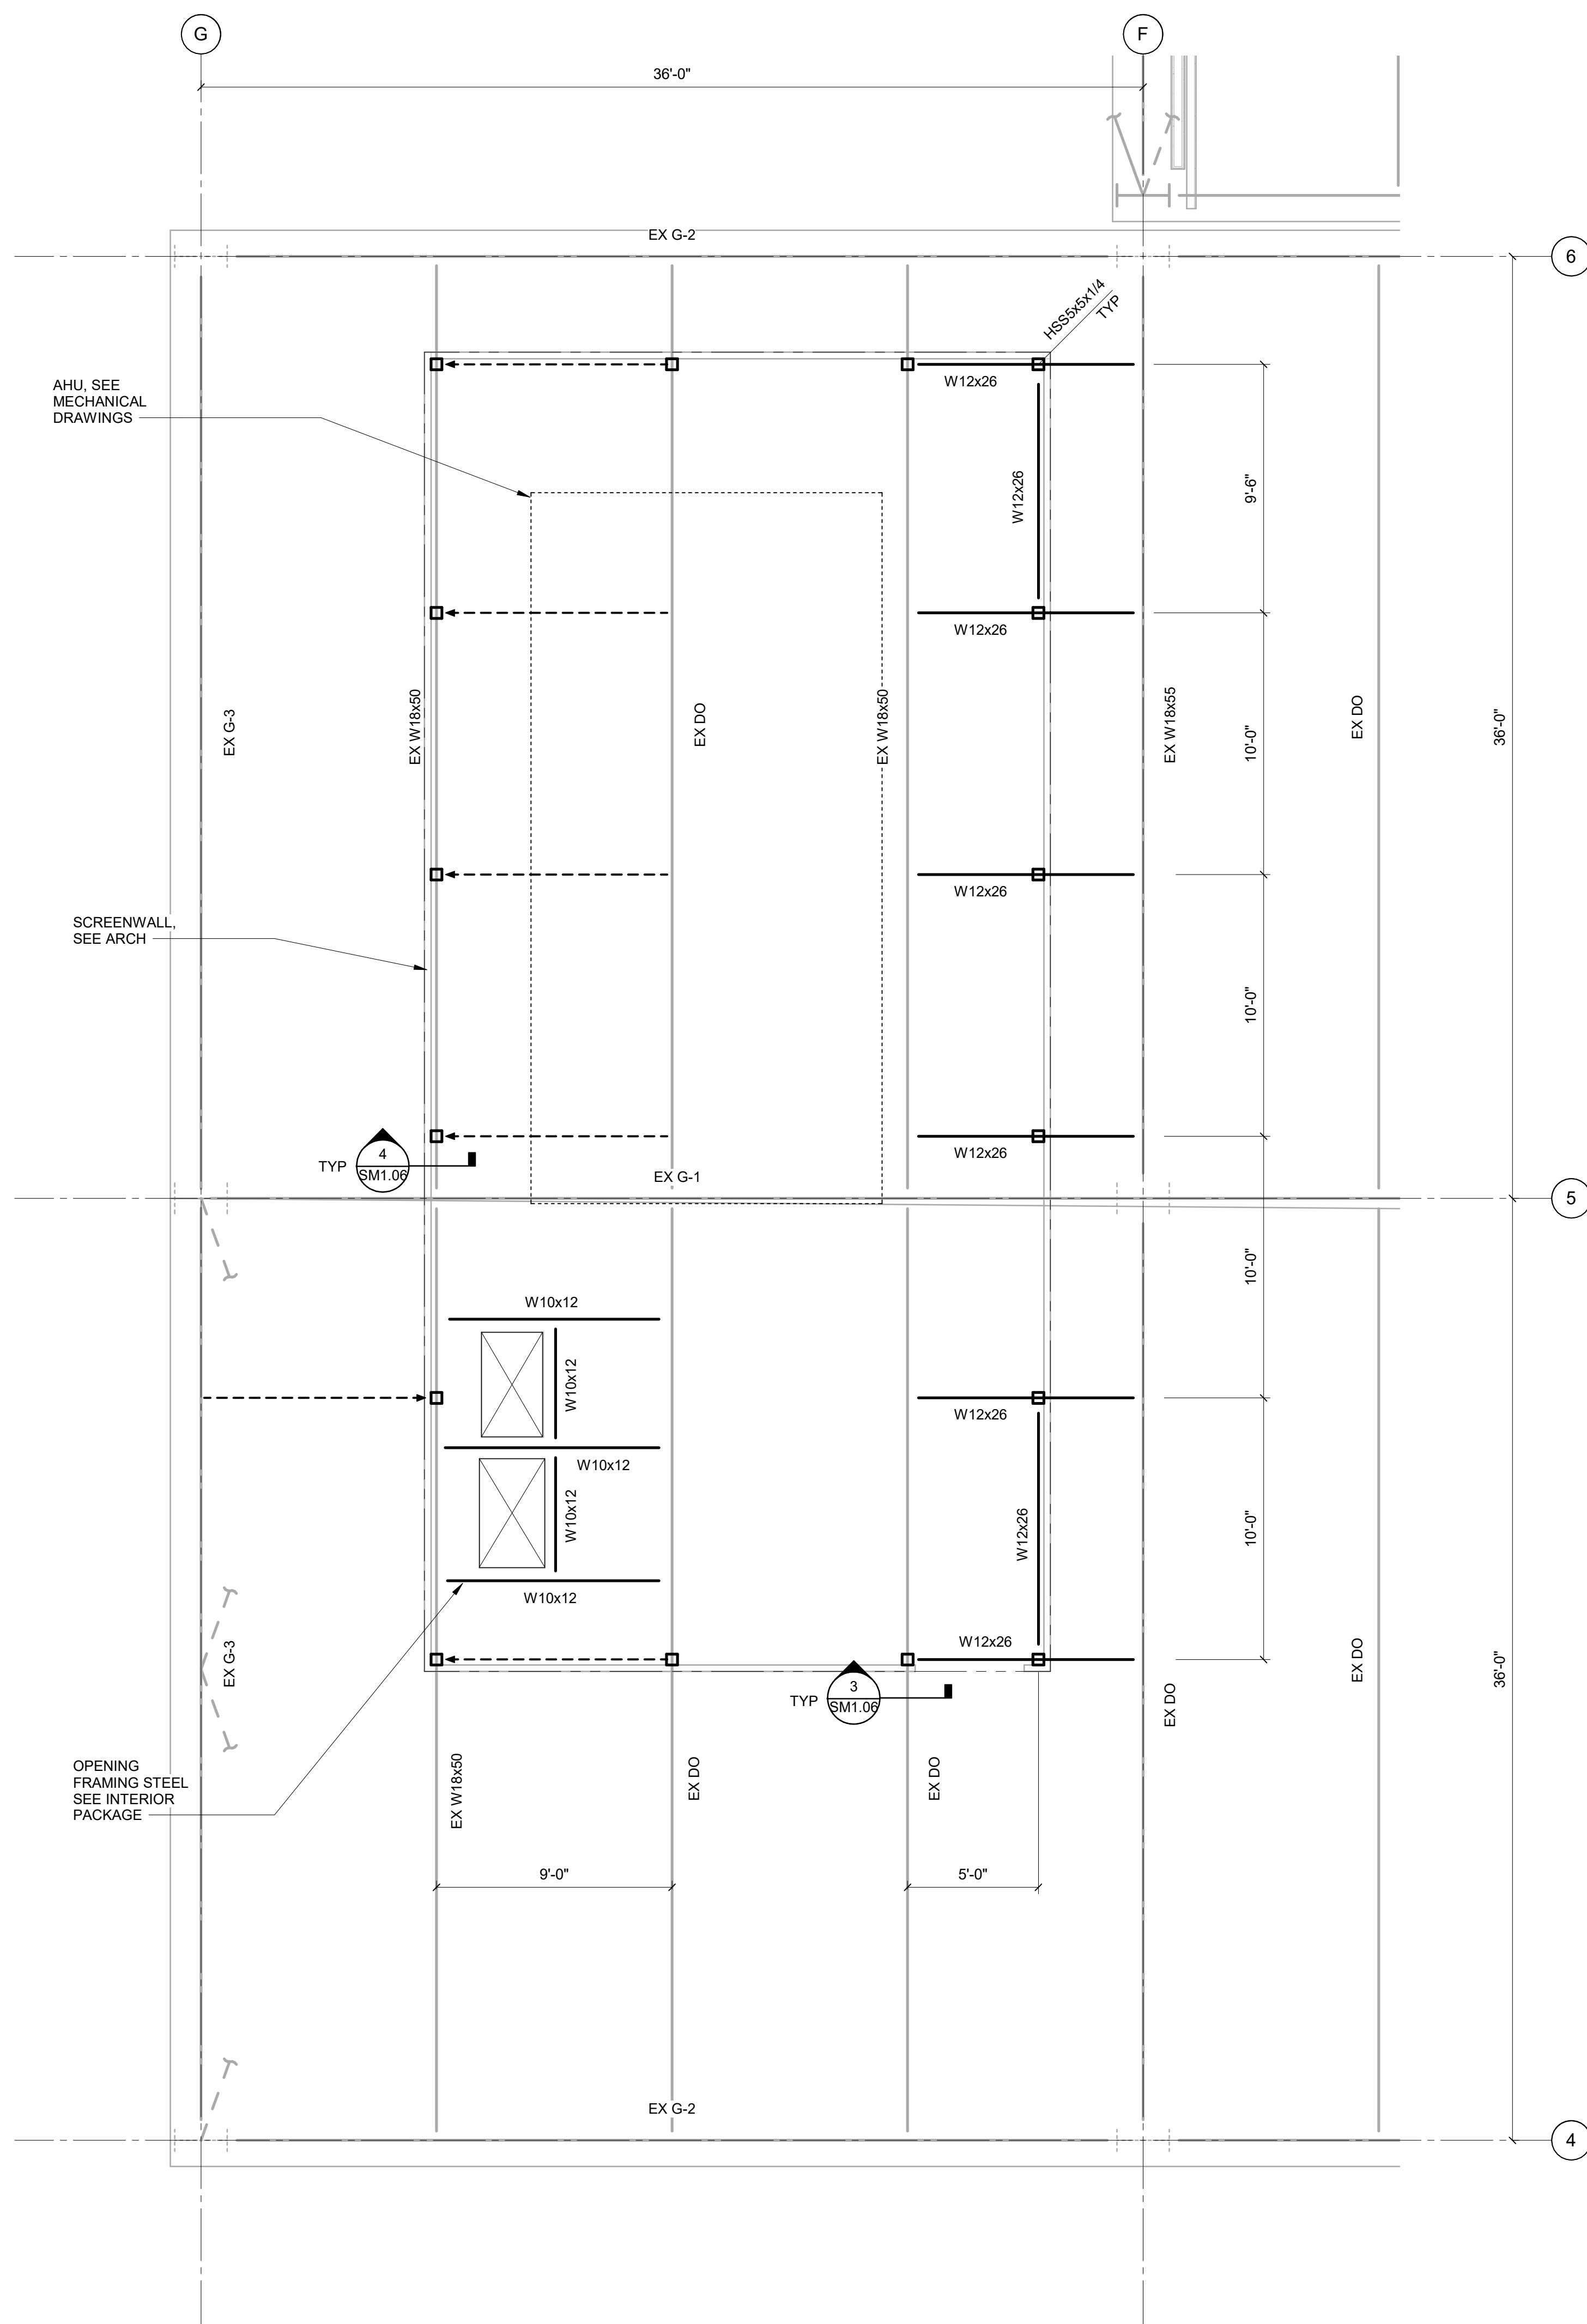 G
F
36'-0"
EX G-2
6
HSS5x5x1/4
TYP
W12x26
AHU, SEE
MECHANICAL
DRAWINGS
W12x26
9'-6"
W12x26
EX G-3
EX W18x50
EX DO
EX W18x50
EX W18x55
10'-0"
EX DO
36'-0"
W12x26
SCREENWALL,
SEE ARCH
10'-0"
TYP
4
SM1.06
W12x26
EX G-1
5
10'-0"
W10x12
W10x12
W12x26
W10x12
W10x12
W12x26
10'-0"
W10x12
W12x26
EX G-3
EX DO
36'-0"
TYP
3
SM1.06
EX DO
OPENING
FRAMING STEEL
SEE INTERIOR
PACKAGE
EX W18x50
EX DO
EX DO
9'-0"
5'-0"
EX G-2
4